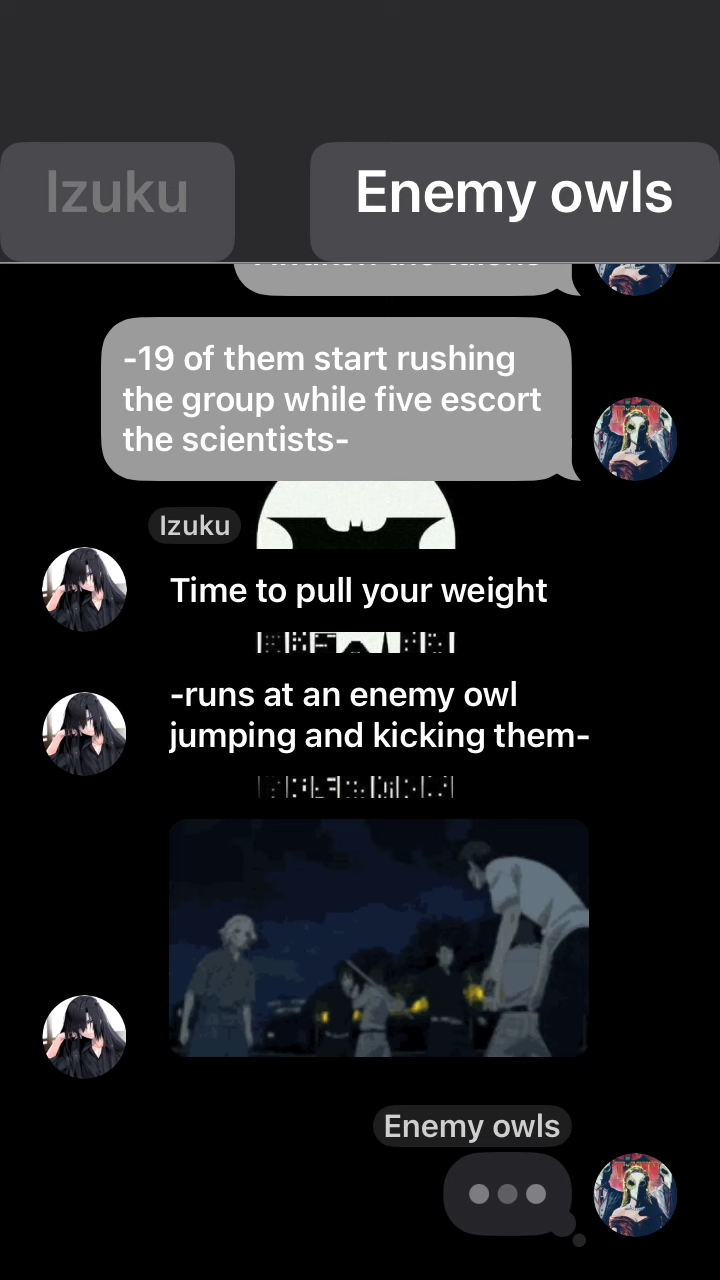 Izuku
Enemy owls
-19 of them start rushing
the group while five escort
the scientists-
Izuku
Time to pull your weight
-runs at an enemy owl
jumping and kicking them-
Enemy owls